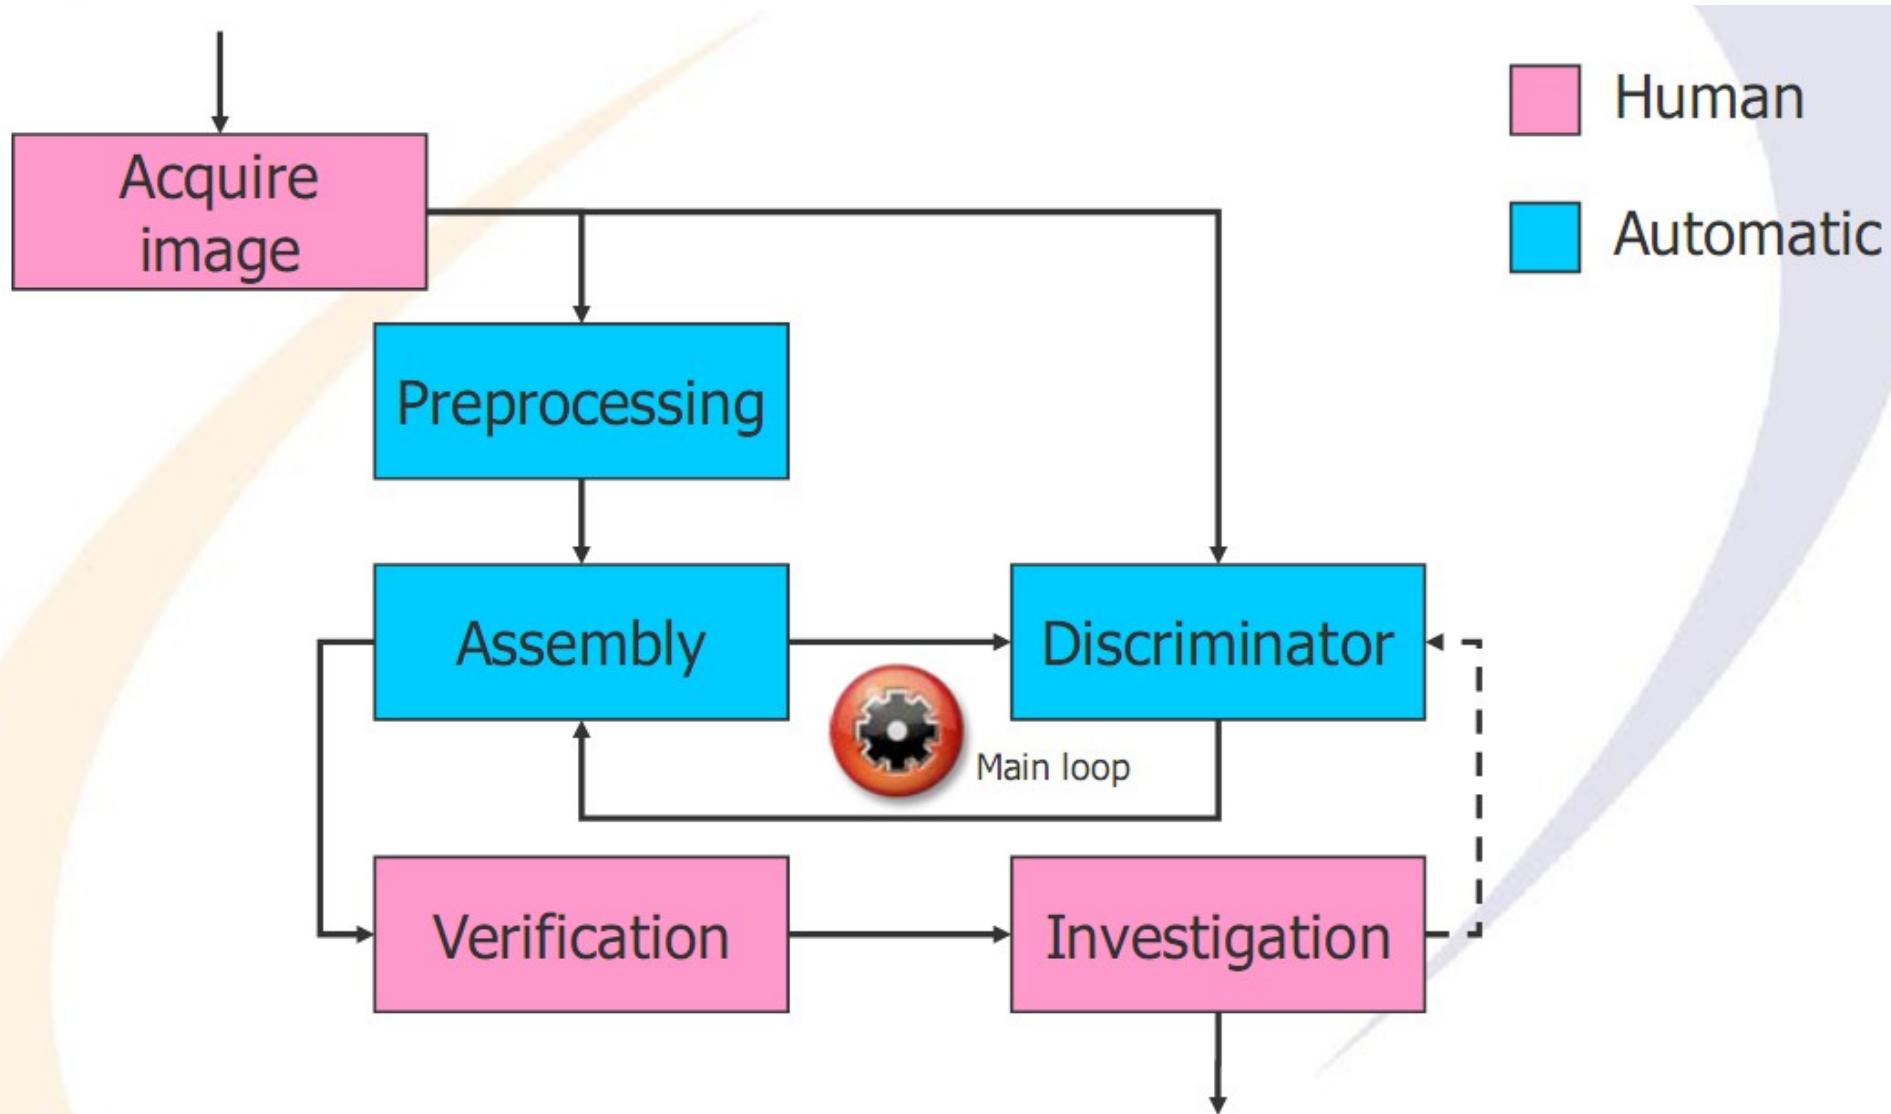 Acquire
image
Human
Automatic
Preprocessing
Assembly
Discriminator
Main loop
Verification
Investigation